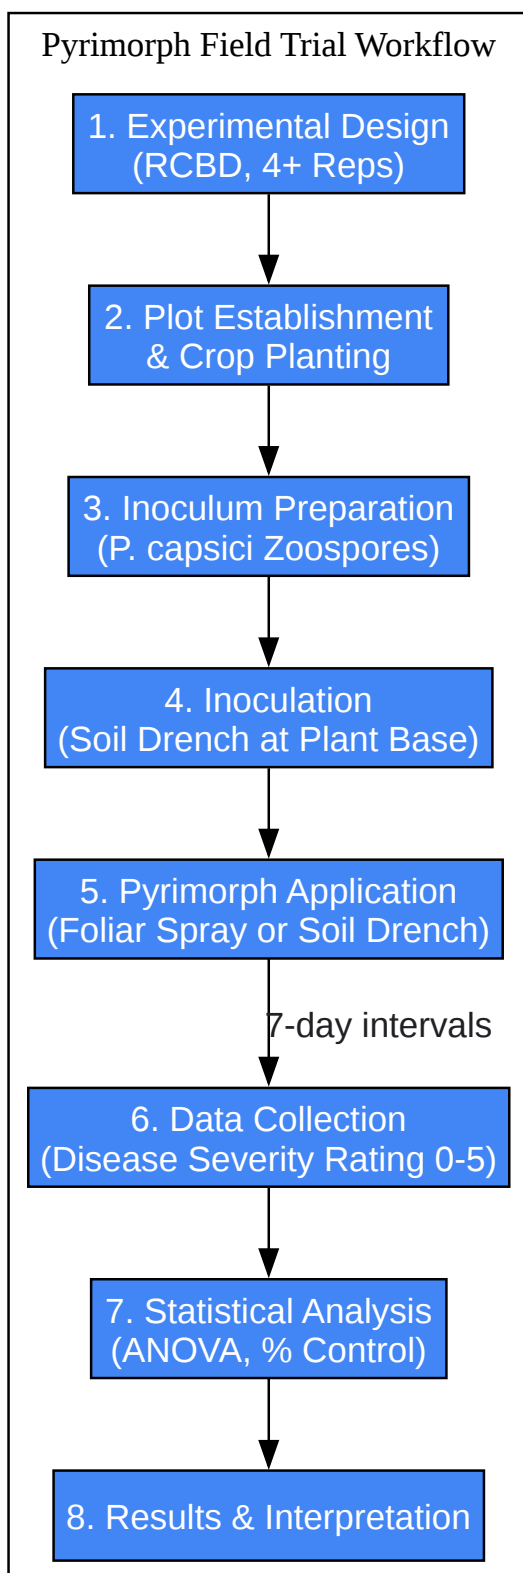 Pyrimorph Field Trial Workflow
1. Experimental Design
(RCBD, 4+ Reps)
2. Plot Establishment
& Crop Planting
3. Inoculum Preparation
(P. capsici Zoospores)
4. Inoculation
(Soil Drench at Plant Base)
5. Pyrimorph Application
(Foliar Spray or Soil Drench)
7-day intervals
6. Data Collection
(Disease Severity Rating 0-5)
7. Statistical Analysis
(ANOVA, % Control)
8. Results & Interpretation